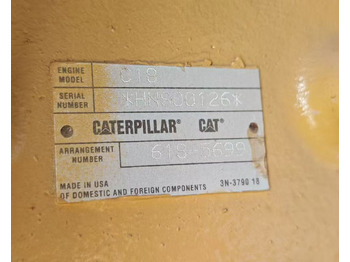 ENGINE MODEL C18
SERIAL NUMBER
CATERPILLAR CAT
ARRANGEMENT NUMBER
MADE IN USA
OF DOMESTIC AND FOREIGN COMPONENTS 3N-3790 18